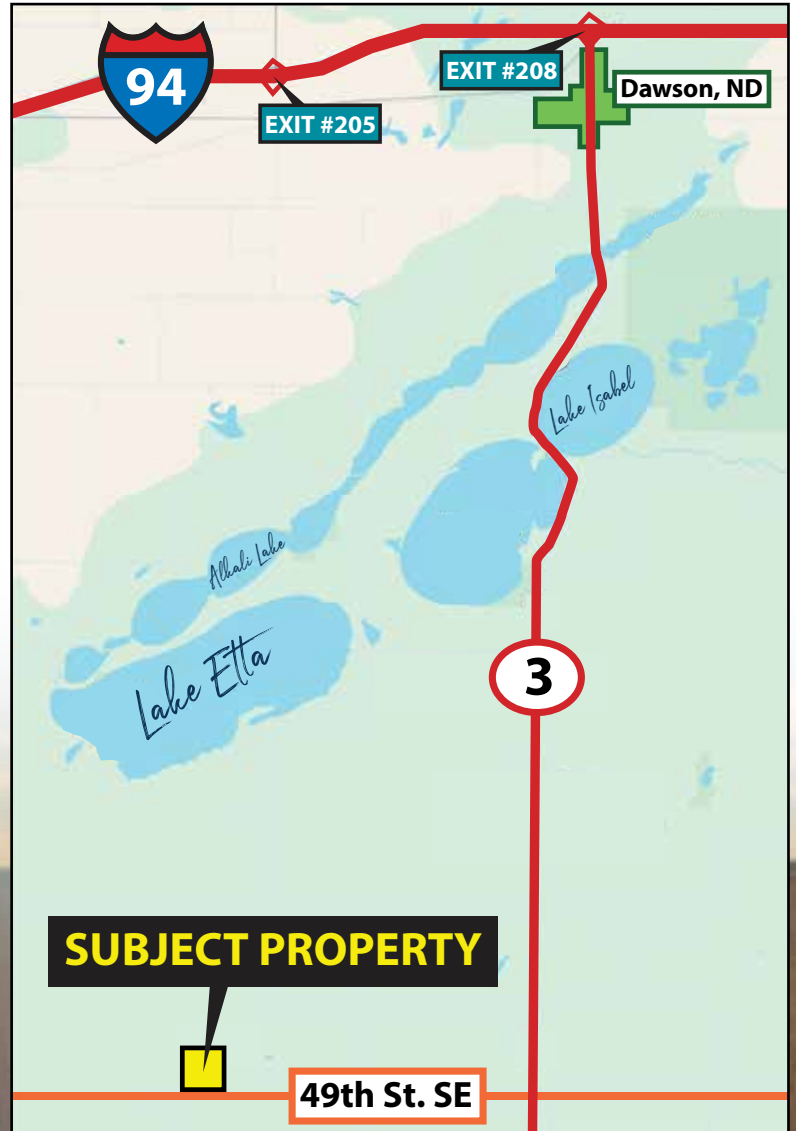 94
EXIT #205
EXIT #208
Dawson, ND
Lake Isabel
Alkali Lake
Lake Etta
3
SUBJECT PROPERTY
49th St. SE